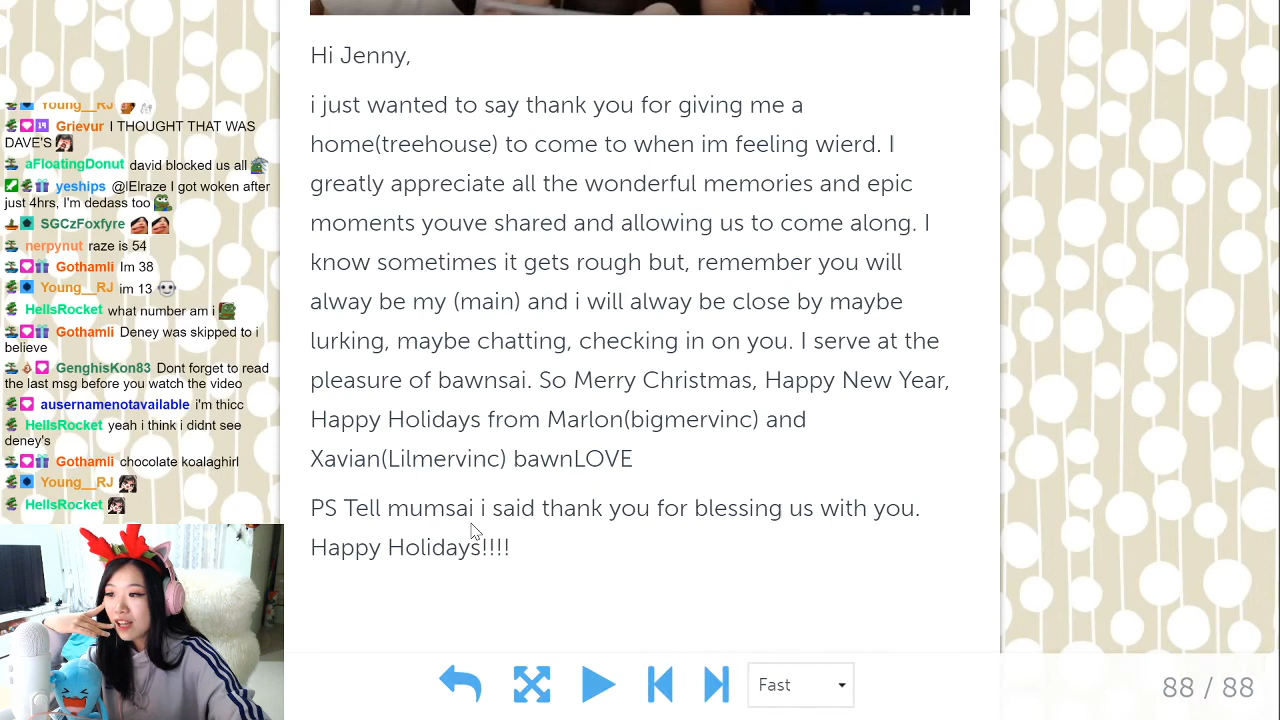 Young__RJ
Grievur I THOUGHT THAT WAS
DAVE'S
aFloatingDonut david blocked us all
yeships @lElraze I got woken after
just 4hrs, I'm dedass too
SGCzFoxfyre
nerpynut raze is 54
Gothamli Im 38
Young__RJ im 13
HellsRocket what number am i
Gothamli Deney was skipped to i
believe
GenghisKon83 Dont forget to read
the last msg before you watch the video
ausernamenotavailable i'm thicc
HellsRocket yeah i think i didnt see
deney's
Gothamli chocolate koalaghirl
Young__RJ
HellsRocket
Hi Jenny,
i just wanted to say thank you for giving me a
home(treehouse) to come to when im feeling wierd. I
greatly appreciate all the wonderful memories and epic
moments youve shared and allowing us to come along. I
know sometimes it gets rough but, remember you will
alway be my (main) and i will alway be close by maybe
lurking, maybe chatting, checking in on you. I serve at the
pleasure of bawnsai. So Merry Christmas, Happy New Year,
Happy Holidays from Marlon(bigmervinc) and
Xavian(Lilmervinc) bawnLOVE
PS Tell mumsai i said thank you for blessing us with you.
Happy Holidays!!!!
Fast
88 / 88